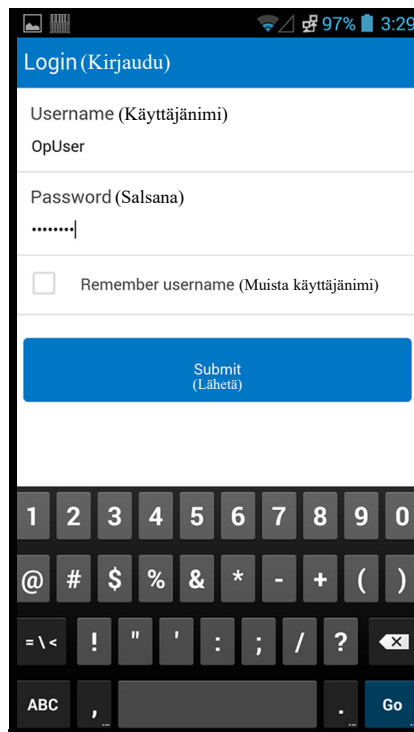 97% 3:29
Login (Kirjaudu)
Username (Käyttäjänimi)
OpUser
Password (Salsana)
••••••••
Remember username (Muista käyttäjänimi)
Submit
(Lähetä)
1 2 3 4 5 6 7 8 9 0
@ # $ % & * - + ( )
= \ < ! " ' : ; / ?
ABC , . Go